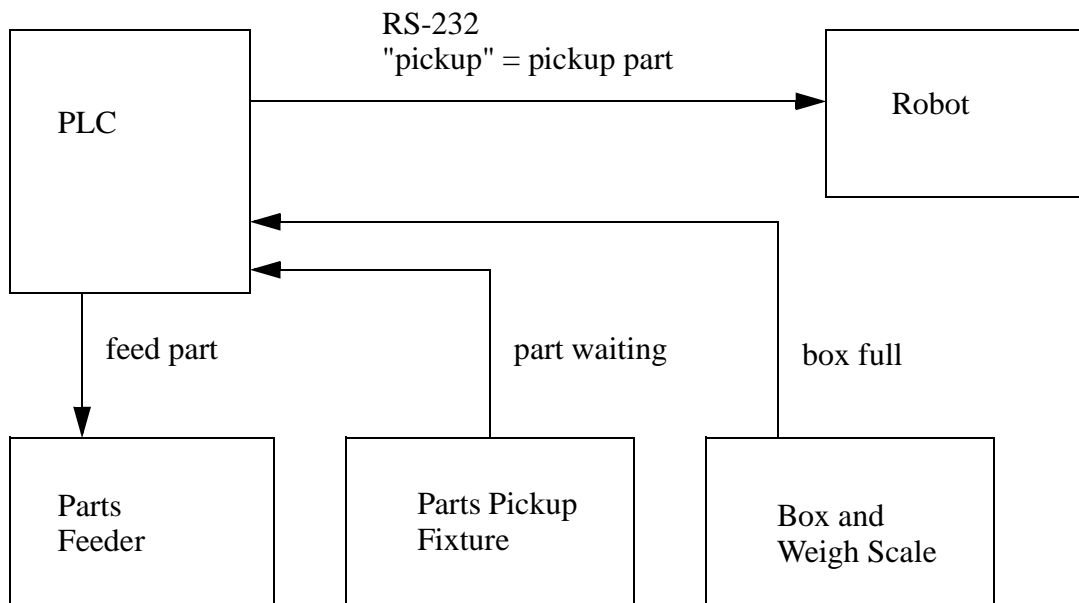 RS-232
"pickup" = pickup part
PLC
Robot
feed part
part waiting
box full
Parts
Feeder
Parts Pickup
Fixture
Box and
Weigh Scale